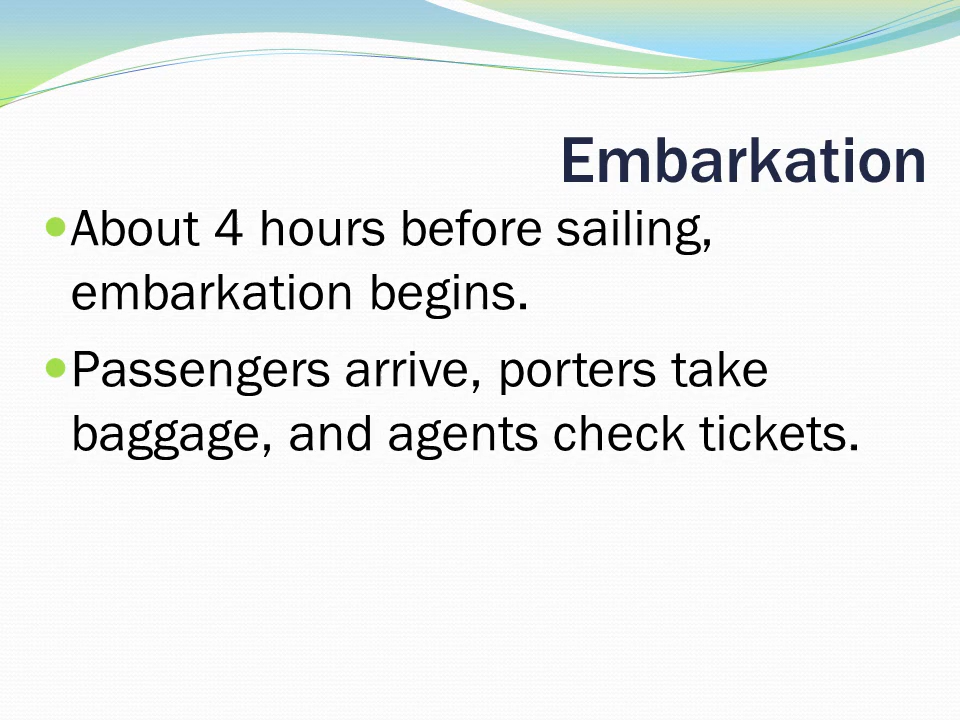 Embarkation
About 4 hours before sailing,
embarkation begins.
Passengers arrive, porters take
baggage, and agents check tickets.